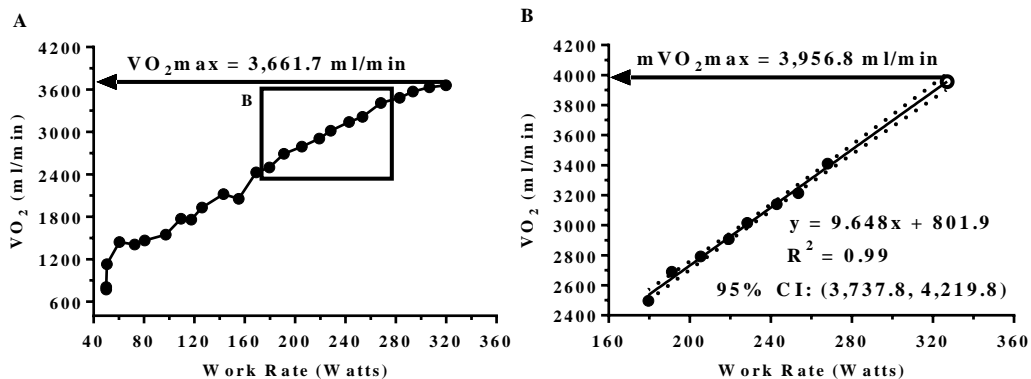 A
VO2max = 3,661.7 ml/min
B
VO2 (ml/min)
4200
3600
3000
2400
1800
1200
600
40 80 120 160 200 240 280 320 360
Work Rate (Watts)
B
mVO2max = 3,956.8 ml/min
VO2 (ml/min)
4200
4000
3800
3600
3400
3200
3000
2800
2600
2400
y = 9.648x + 801.9
R2 = 0.99
95% CI: (3,737.8, 4,219.8)
160 200 240 280 320 360
Work Rate (Watts)